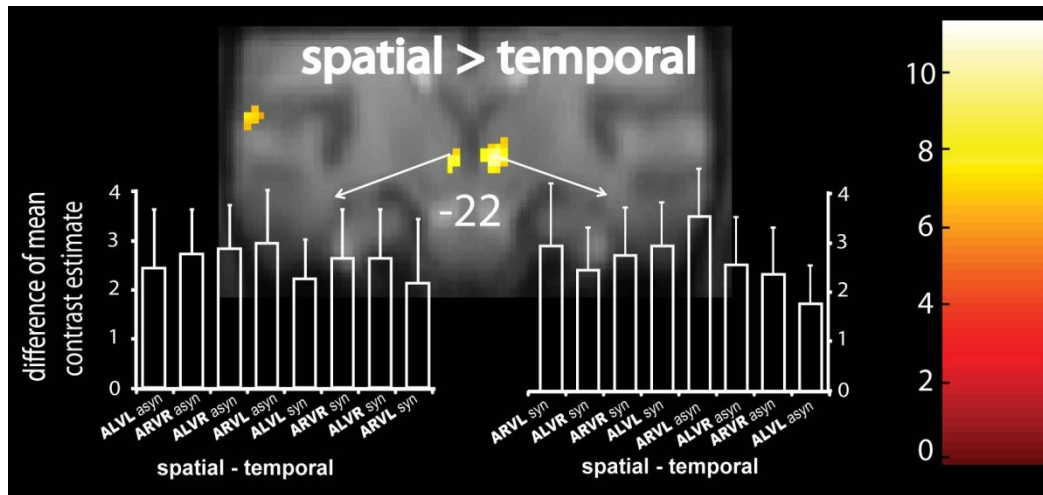 spatial > temporal
-22
difference of mean
contrast estimate
4
3
2
1
0
ALVL asyn
ARVR asyn
ALVR asyn
ARVL asyn
ALVL syn
ARVR syn
ALVR syn
ARVL syn
spatial - temporal
4
3
2
1
0
ARVL syn
ALVR syn
ARVR syn
ALVL syn
ARVL asyn
ALVR asyn
ARVR asyn
ALVL asyn
spatial - temporal
10
8
6
4
2
0